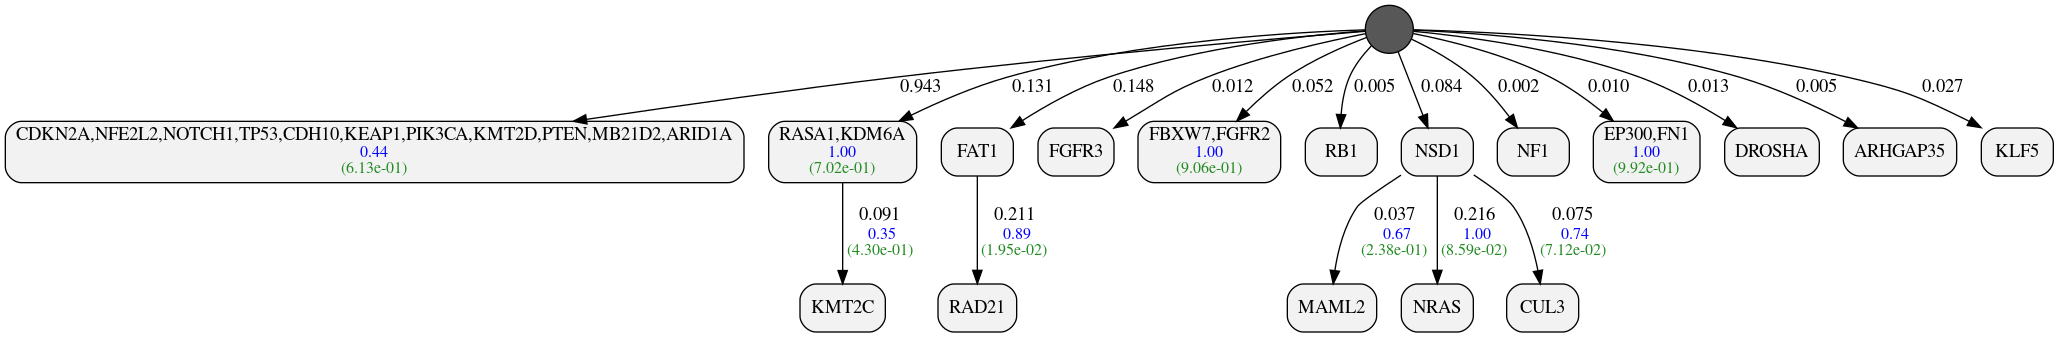 0.943
0.131
0.148
0.012
0.052
0.005
0.084
0.002
0.010
0.013
0.005
0.027
CDKN2A,NFE2L2,NOTCH1,TP53,CDH10,KEAP1,PIK3CA,KMT2D,PTEN,MB21D2,ARID1A
0.44
(6.13e-01)
RASA1,KDM6A
1.00
(7.02e-01)
FAT1
FGFR3
FBXW7,FGFR2
1.00
(9.06e-01)
RB1
NSD1
NF1
EP300,FN1
1.00
(9.92e-01)
DROSHA
ARHGAP35
KLF5
0.091
0.35
(4.30e-01)
0.211
0.89
(1.95e-02)
0.037
0.67
(2.38e-01)
0.216
1.00
(8.59e-02)
0.075
0.74
(7.12e-02)
KMT2C
RAD21
MAML2
NRAS
CUL3